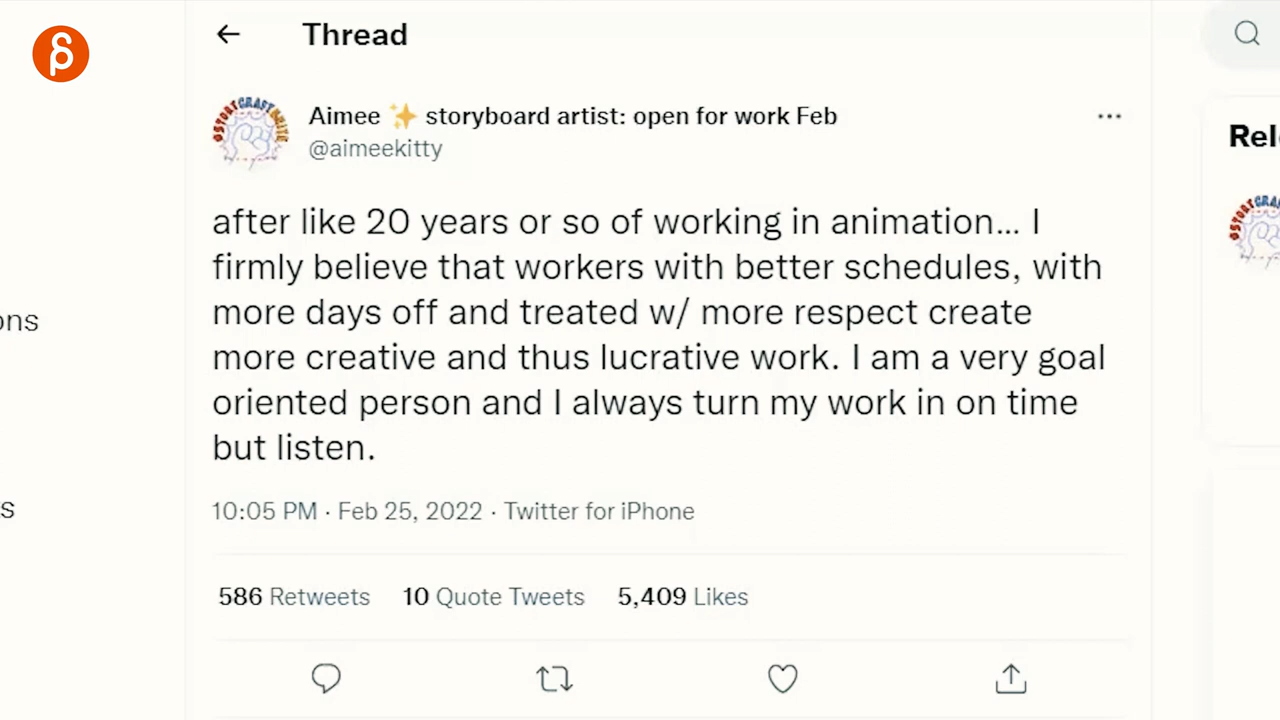 Thread
Aimee ✨ storyboard artist: open for work Feb
@aimeekitty
after like 20 years or so of working in animation... I
firmly believe that workers with better schedules, with
more days off and treated w/ more respect create
more creative and thus lucrative work. I am a very goal
oriented person and I always turn my work in on time
but listen.
10:05 PM · Feb 25, 2022 · Twitter for iPhone
586 Retweets 10 Quote Tweets 5,409 Likes
ons
s
Rel